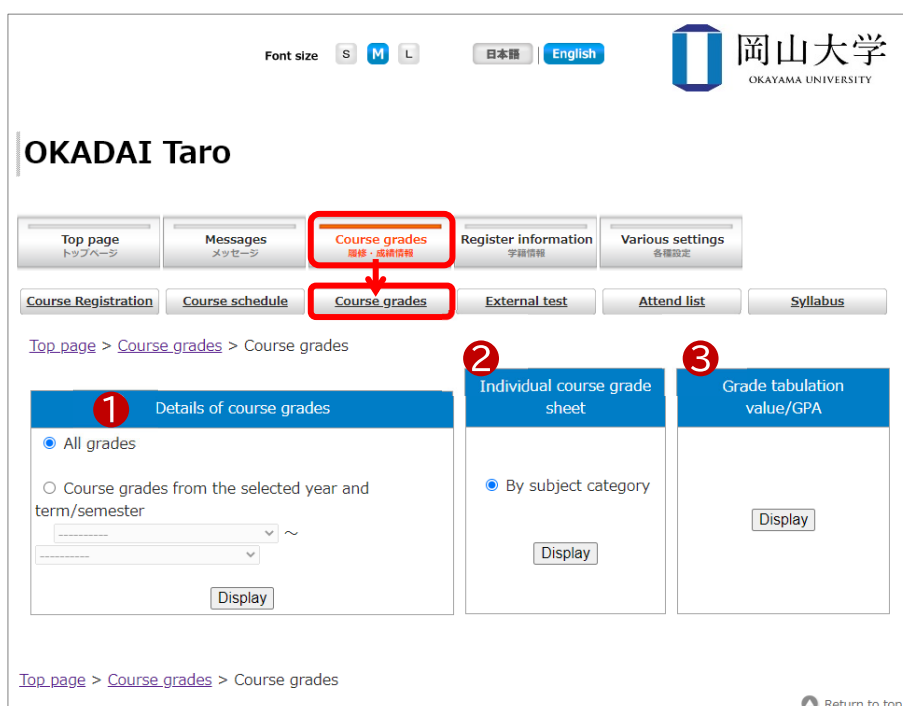 Font size S M L 日本語 English
岡山大学
OKAYAMA UNIVERSITY
OKADAI Taro
Top page Messages Course grades Register information Various settings
トップページ メッセージ 履修・成績情報 学籍情報 各種設定
Course Registration Course schedule Course grades External test Attend list Syllabus
Top page > Course grades > Course grades
1 Details of course grades
All grades
Course grades from the selected year and
term/semester
---------- ～
----------
Display
2
Individual course grade
sheet
By subject category
Display
3
Grade tabulation
value/GPA
Display
Top page > Course grades > Course grades
Return to top